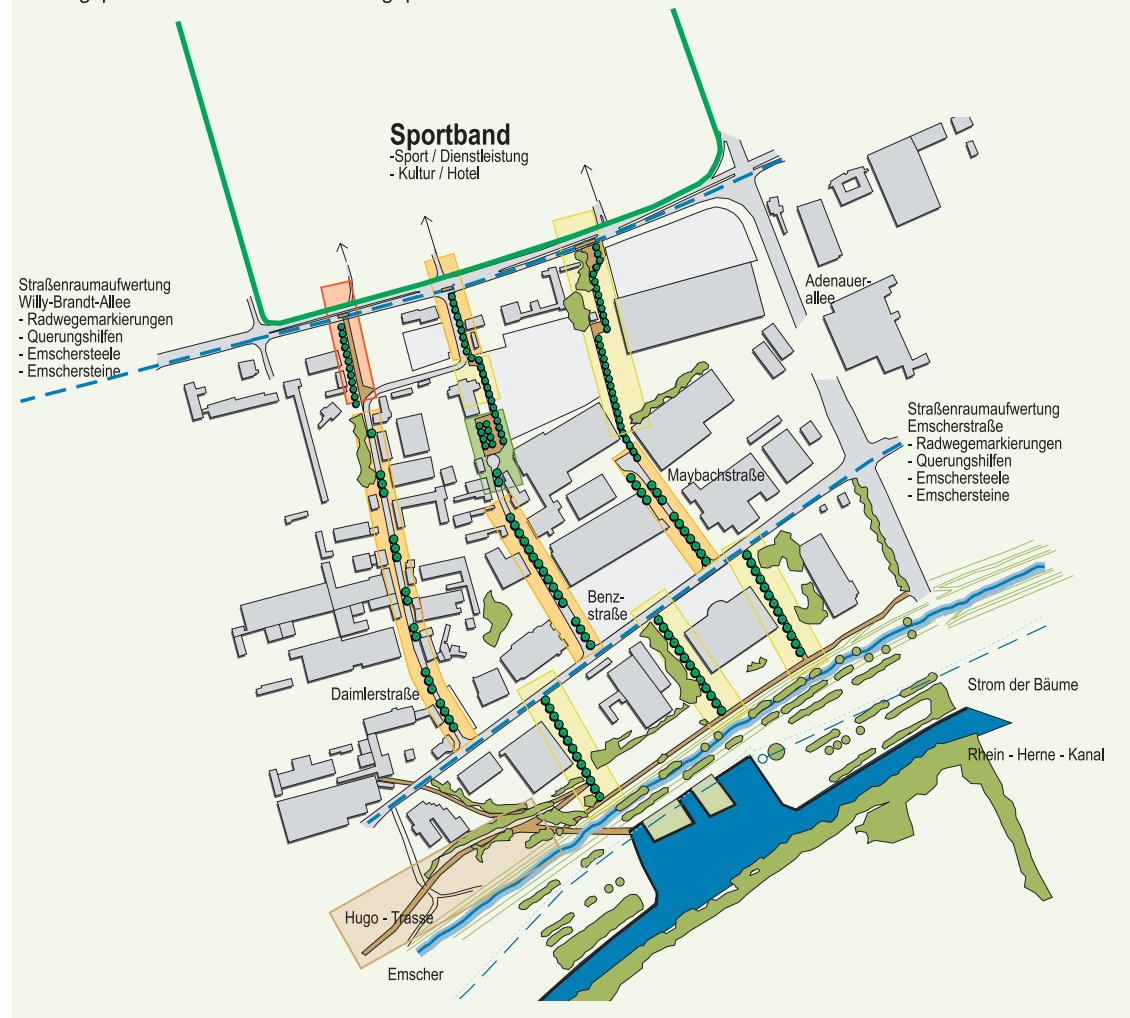 Sportband
-Sport / Dienstleistung
- Kultur / Hotel
Straßenraumaufwertung
Willy-Brandt-Allee
- Radwegemarkierungen
- Querungshilfen
- Emschersteele
- Emschersteine
Adenauer-
allee
Straßenraumaufwertung
Emscherstraße
- Radwegemarkierungen
- Querungshilfen
- Emschersteele
- Emschersteine
Maybachstraße
Benz-
straße
Daimlerstraße
Strom der Bäume
Rhein - Herne - Kanal
Hugo - Trasse
Emscher